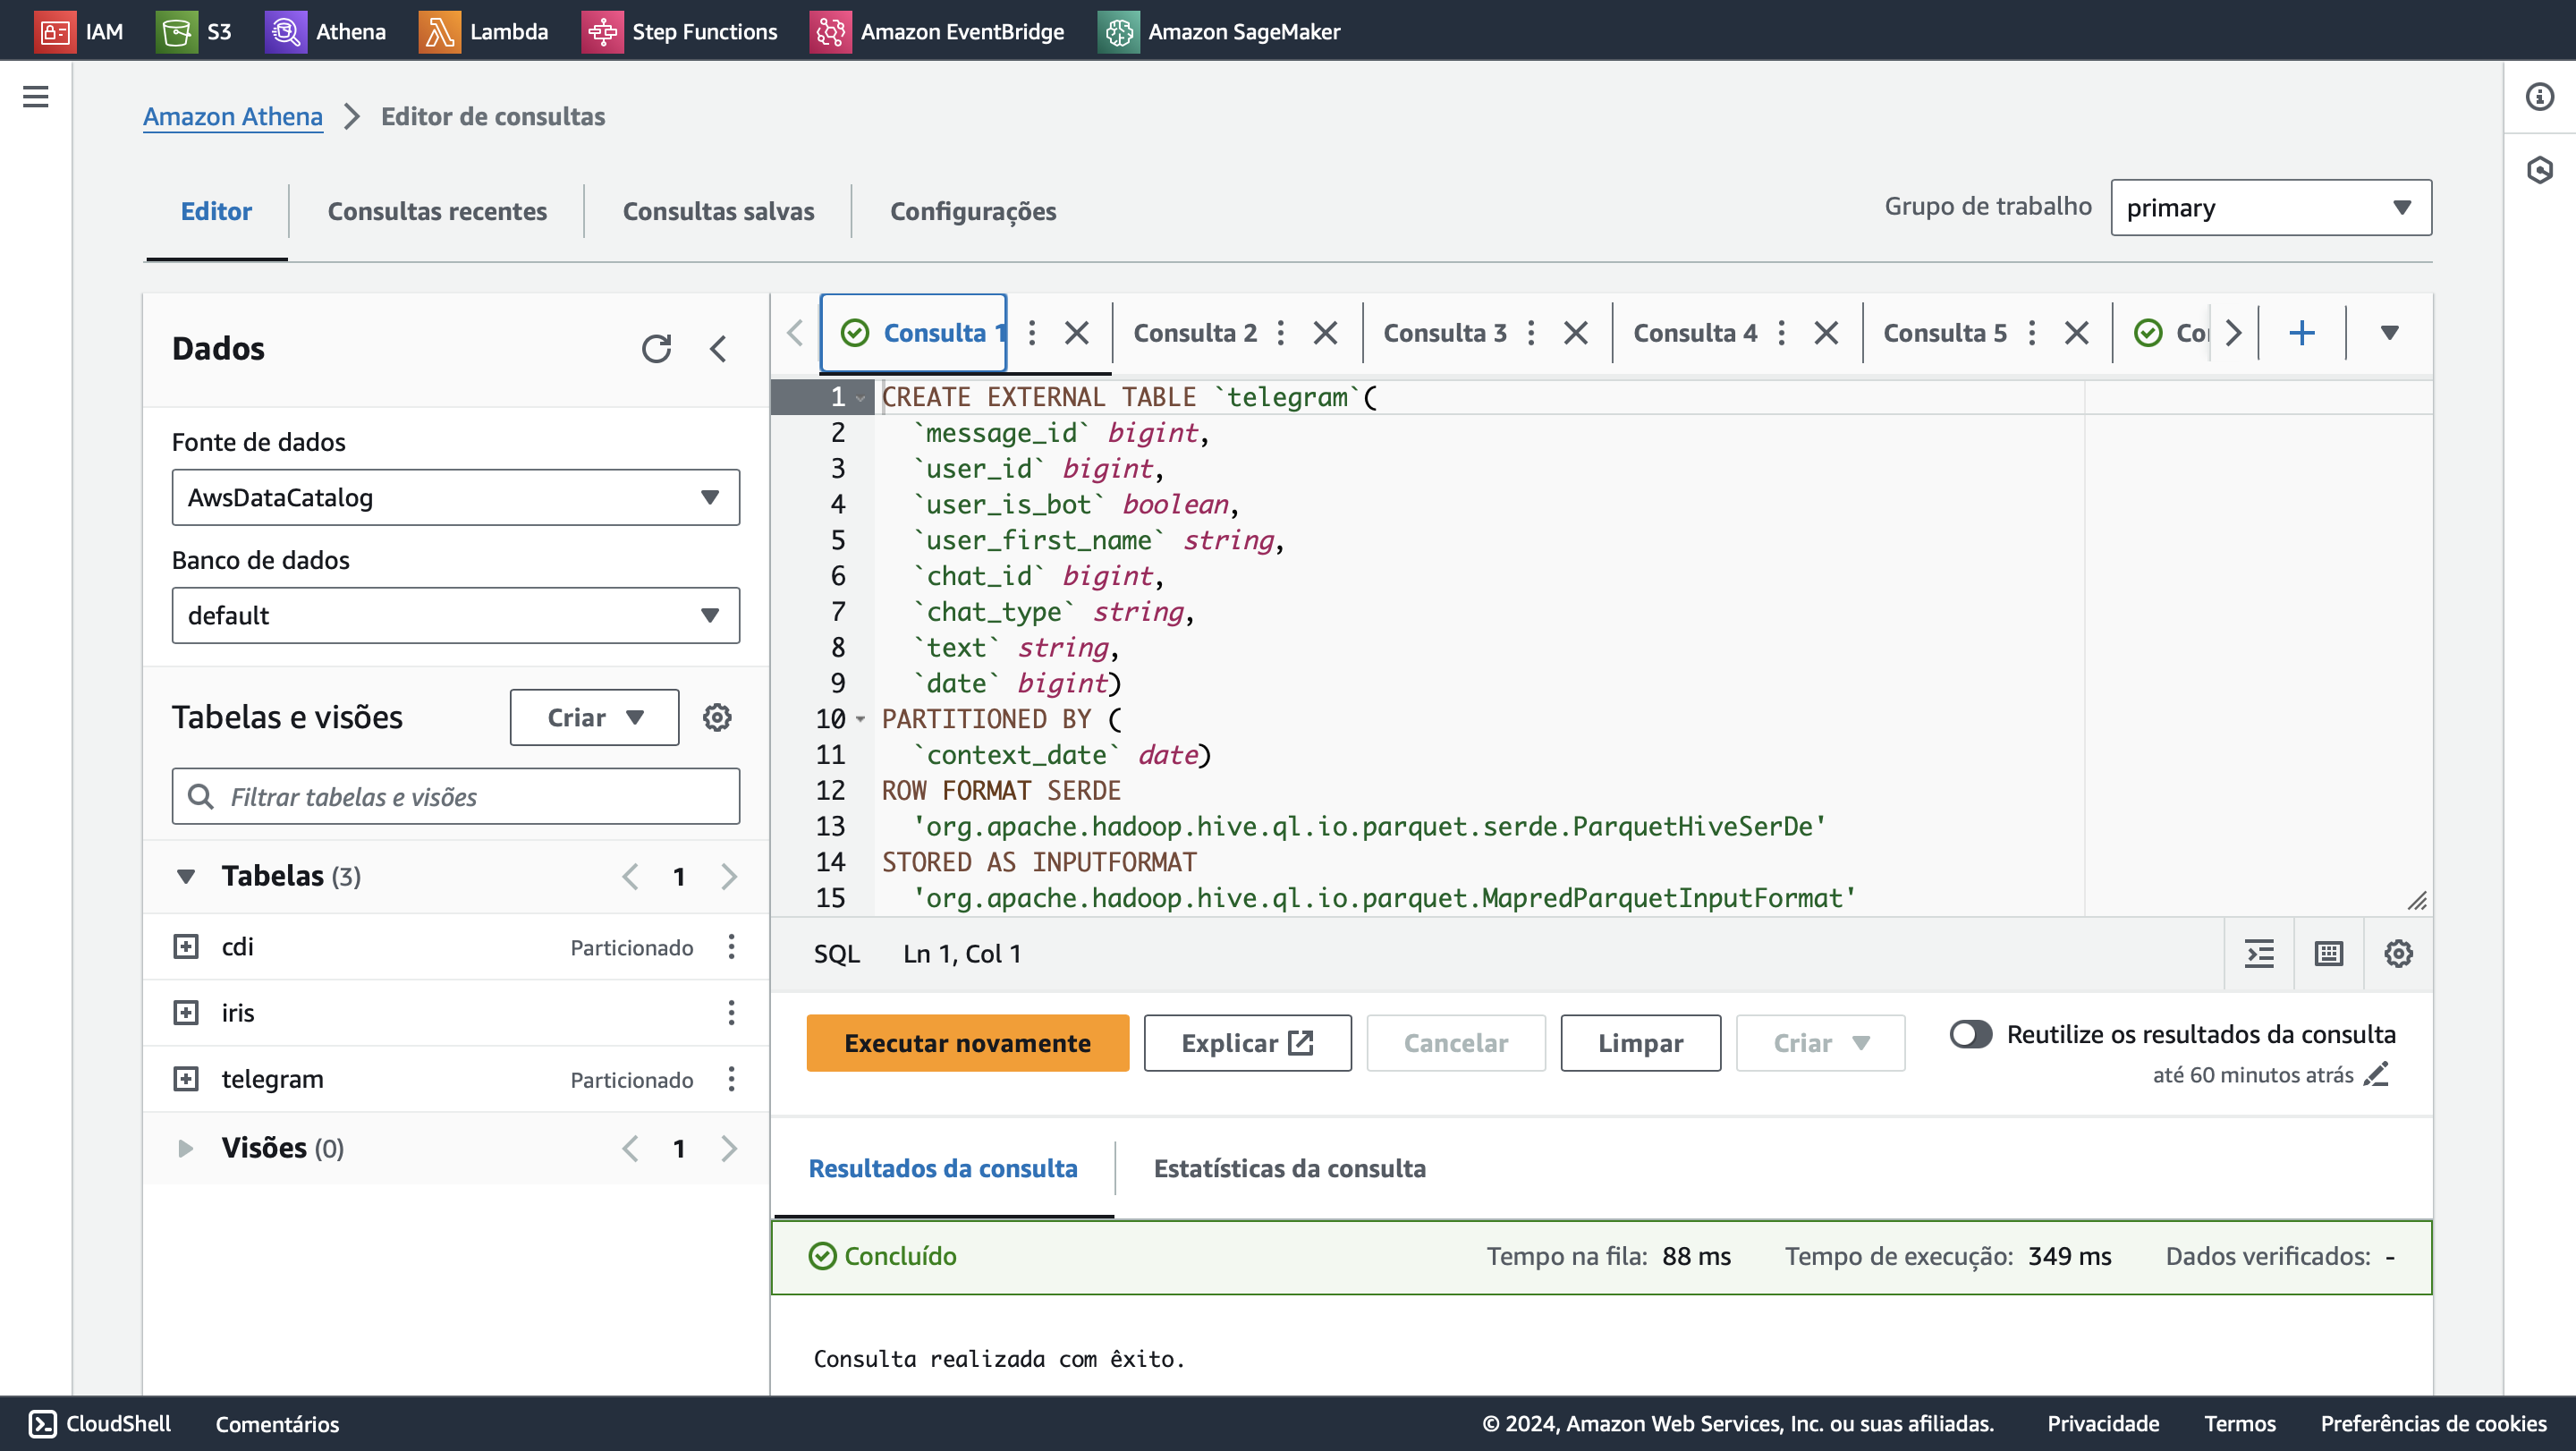 IAM S3 Athena Lambda Step Functions Amazon EventBridge Amazon SageMaker
Amazon Athena > Editor de consultas
Editor Consultas recentes Consultas salvas Configurações
Grupo de trabalho primary
Dados
Fonte de dados
AwsDataCatalog
Banco de dados
default
Tabelas e visões Criar
Filtrar tabelas e visões
Tabelas (3) 1
cdi Particionado
iris
telegram Particionado
Visões (0) 1
Consulta 1 Consulta 2 Consulta 3 Consulta 4 Consulta 5
1 CREATE EXTERNAL TABLE `telegram`(
2 `message_id` bigint,
3 `user_id` bigint,
4 `user_is_bot` boolean,
5 `user_first_name` string,
6 `chat_id` bigint,
7 `chat_type` string,
8 `text` string,
9 `date` bigint)
10 PARTITIONED BY (
11 `context_date` date)
12 ROW FORMAT SERDE
13 'org.apache.hadoop.hive.ql.io.parquet.serde.ParquetHiveSerDe'
14 STORED AS INPUTFORMAT
15 'org.apache.hadoop.hive.ql.io.parquet.MapredParquetInputFormat'
SQL Ln 1, Col 1
Executar novamente Explicar Cancelar Limpar Criar
Reutilize os resultados da consulta
até 60 minutos atrás
Resultados da consulta Estatísticas da consulta
Concluído Tempo na fila: 88 ms Tempo de execução: 349 ms Dados verificados: -
Consulta realizada com êxito.
CloudShell Comentários © 2024, Amazon Web Services, Inc. ou suas afiliadas. Privacidade Termos Preferências de cookies